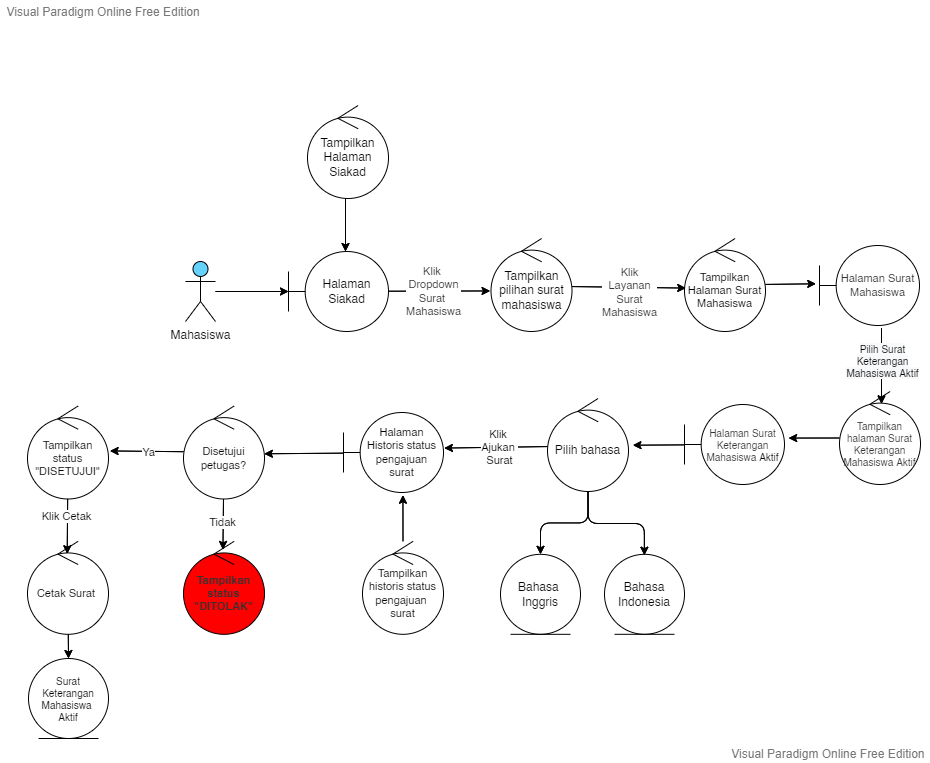 Visual Paradigm Online Free Edition
Tampilkan
Halaman
Siakad
Mahasiswa
Halaman
Siakad
Klik
Dropdown
Surat
Mahasiswa
Tampilkan
pilihan surat
mahasiswa
Klik
Layanan
Surat
Mahasiswa
Tampilkan
Halaman Surat
Mahasiswa
Halaman Surat
Mahasiswa
Pilih Surat
Keterangan
Mahasiswa Aktif
Tampilkan
halaman Surat
Keterangan
Mahasiswa Aktif
Halaman Surat
Keterangan
Mahasiswa Aktif
Pilih bahasa
Bahasa
Inggris
Bahasa
Indonesia
Klik
Ajukan
Surat
Halaman
Historis status
pengajuan
surat
Tampilkan
historis status
pengajuan
surat
Disetujui
petugas?
Tidak
Tampilkan
status
"DITOLAK"
Ya
Tampilkan
status
"DISETUJUI"
Klik Cetak
Cetak Surat
Surat
Keterangan
Mahasiswa
Aktif
Visual Paradigm Online Free Edition